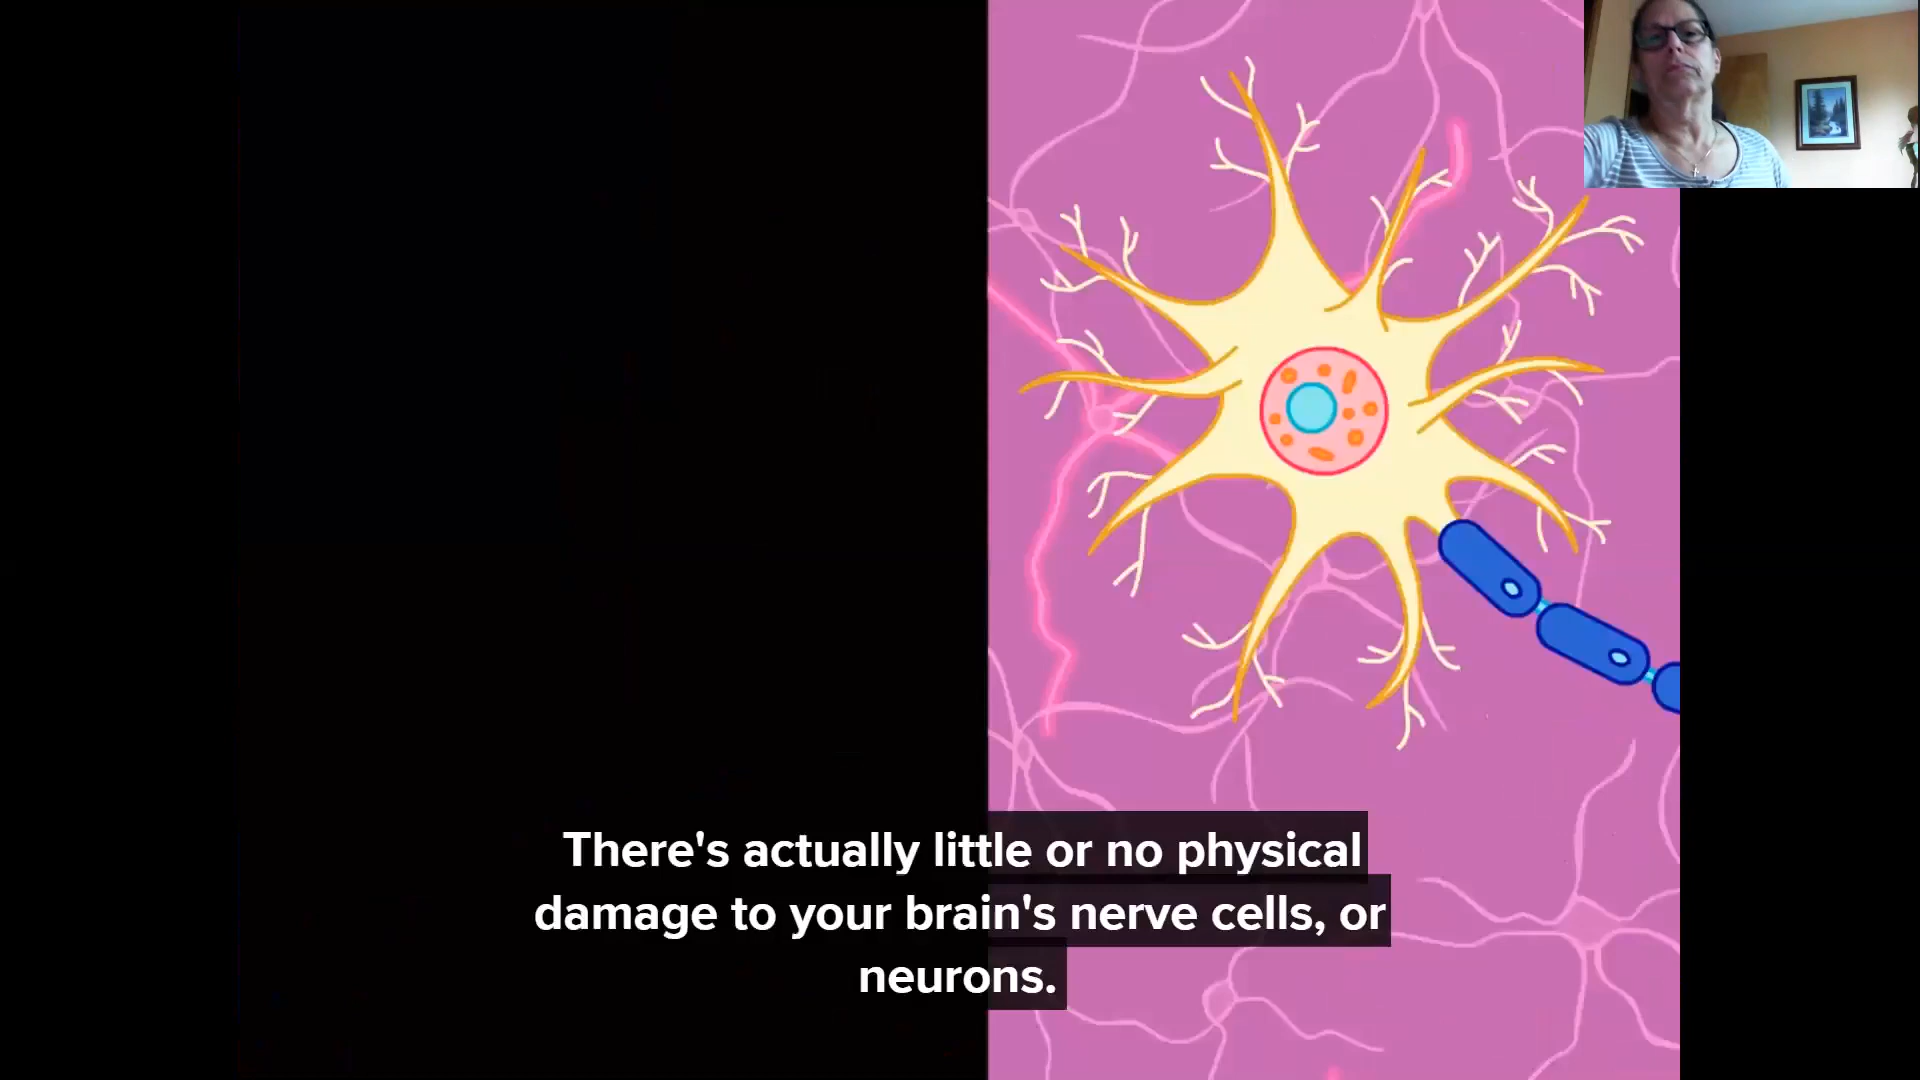 There's actually little or no physical
damage to your brain's nerve cells, or
neurons.